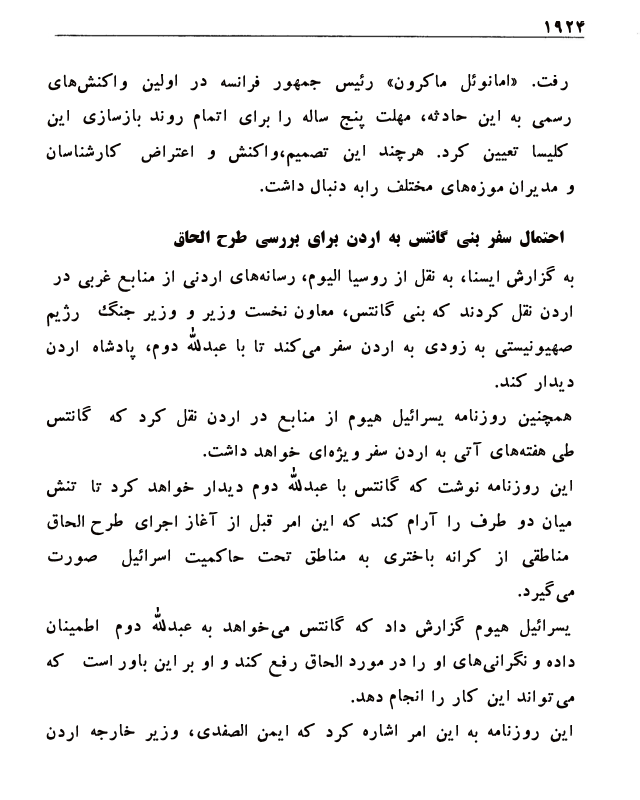 ۱۹۲۴
رفت. «امانوئل ماکرون» رئیس جمهور فرانسه در اولین واکنش‌های
رسمی به این حادثه، مهلت پنج ساله را برای اتمام روند بازسازی این
کلیسا تعیین کرد. هرچند این تصمیم،واکنش و اعتراض کارشناسان
و مدیران موزه‌های مختلف رابه دنبال داشت.
احتمال سفر بنی گانتس به اردن برای بررسی طرح الحاق
به گزارش ایسنا، به نقل از روسیا الیوم، رسانه‌های اردنی از منابع غربی در
اردن نقل کردند که بنی گانتس، معاون نخست وزیر و وزیر جنگ رژیم
صهیونیستی به زودی به اردن سفر می‌کند تا با عبدالله دوم، پادشاه اردن
دیدار کند.
همچنین روزنامه یسرائیل هیوم از منابع در اردن نقل کرد که گانتس
طی هفته‌های آتی به اردن سفر ویژه‌ای خواهد داشت.
این روزنامه نوشت که گانتس با عبدالله دوم دیدار خواهد کرد تا تنش
میان دو طرف را آرام کند که این امر قبل از آغاز اجرای طرح الحاق
مناطقی از کرانه باختری به مناطق تحت حاکمیت اسرائیل صورت
می‌گیرد.
یسرائیل هیوم گزارش داد که گانتس می‌خواهد به عبدالله دوم اطمینان
داده و نگرانی‌های او را در مورد الحاق رفع کند و او بر این باور است که
می‌تواند این کار را انجام دهد.
این روزنامه به این امر اشاره کرد که ایمن الصفدی، وزیر خارجه اردن